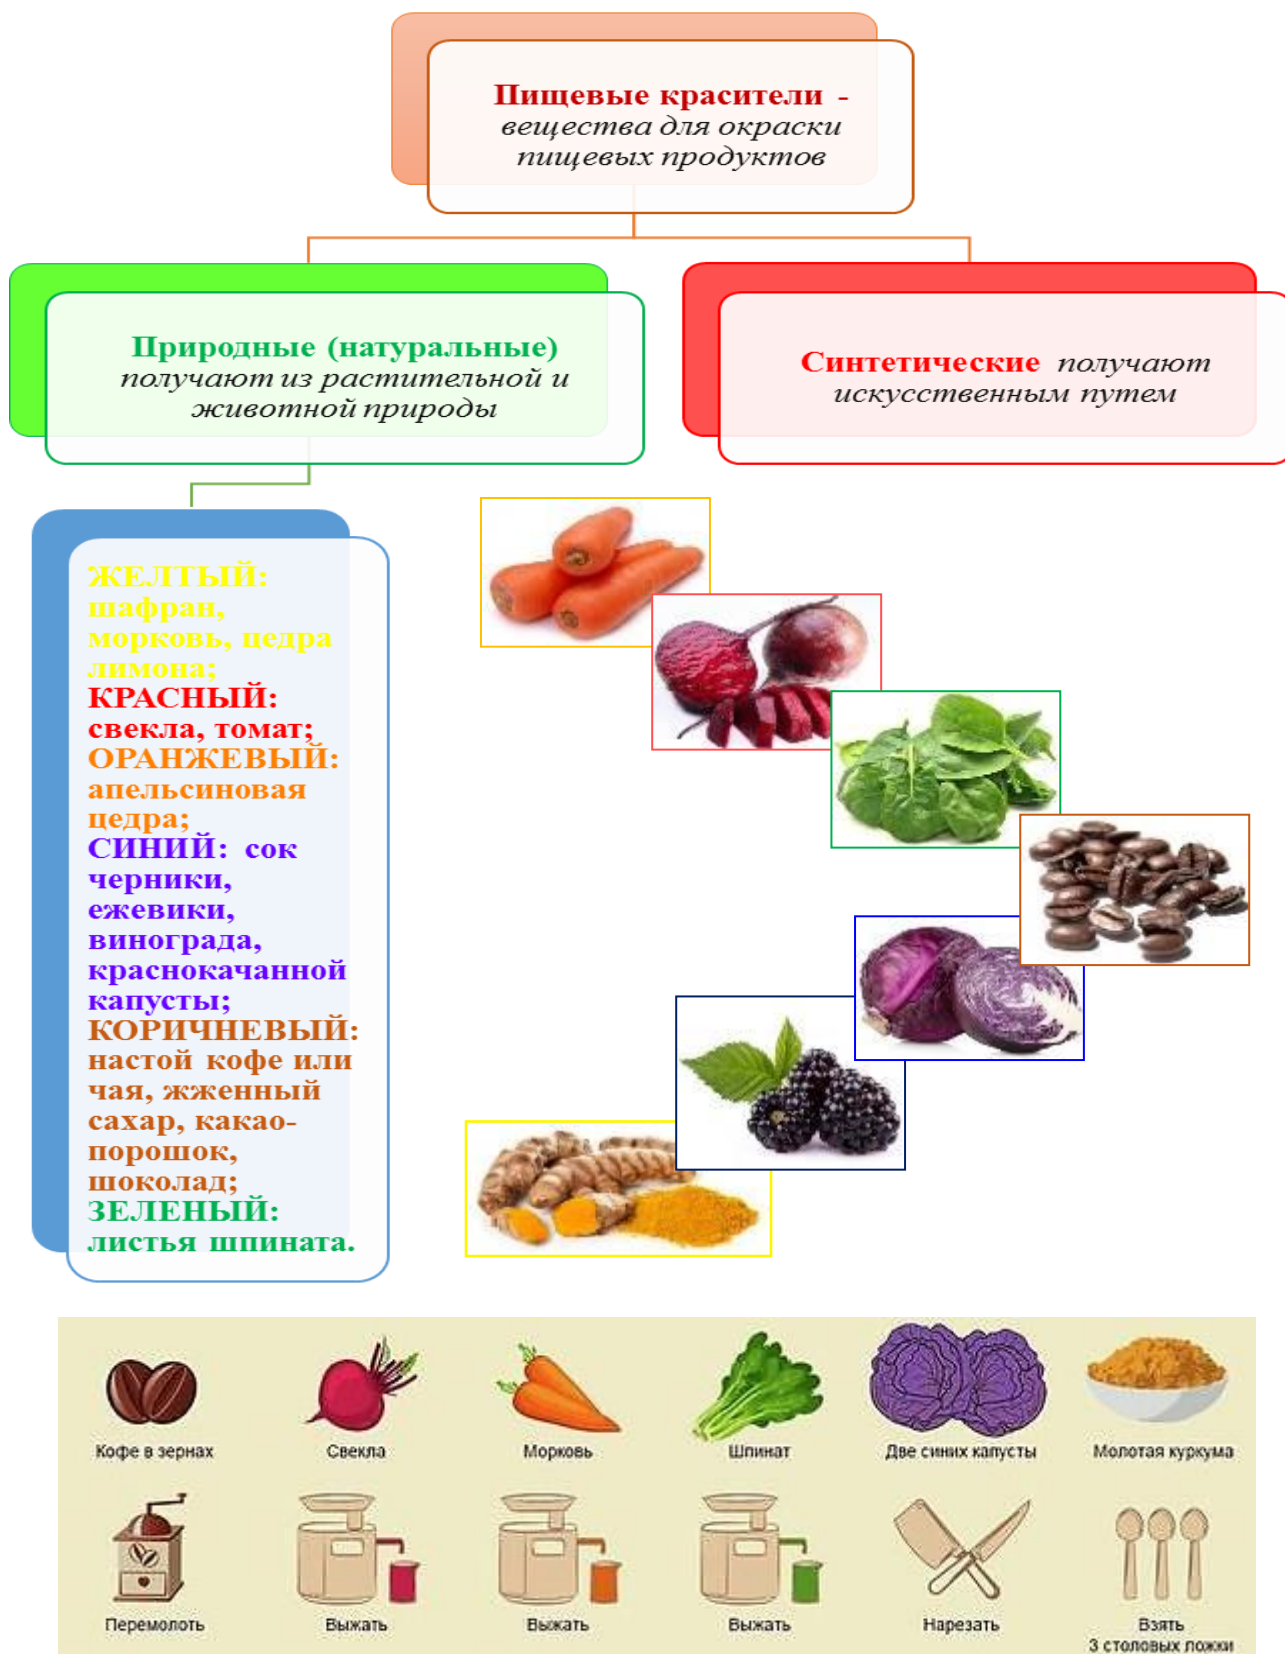 Пищевые красители -
вещества для окраски
пищевых продуктов
Природные (натуральные)
получают из растительной и
животной природы
Синтетические получают
искусственным путем
ЖЕЛТЫЙ:
шафран,
морковь, цедра
лимона;
КРАСНЫЙ:
свекла, томат;
ОРАНЖЕВЫЙ:
апельсиновая
цедра;
СИНИЙ: сок
черники,
ежевики,
винограда,
краснокачанной
капусты;
КОРИЧНЕВЫЙ:
настой кофе или
чая, жженный
сахар, какао-
порошок,
шоколад;
ЗЕЛЕНЫЙ:
листья шпината.
Кофе в зернах
Свекла
Морковь
Шпинат
Две синих капусты
Молотая куркума
Перемолоть
Выжать
Выжать
Выжать
Нарезать
Взять
3 столовых ложки